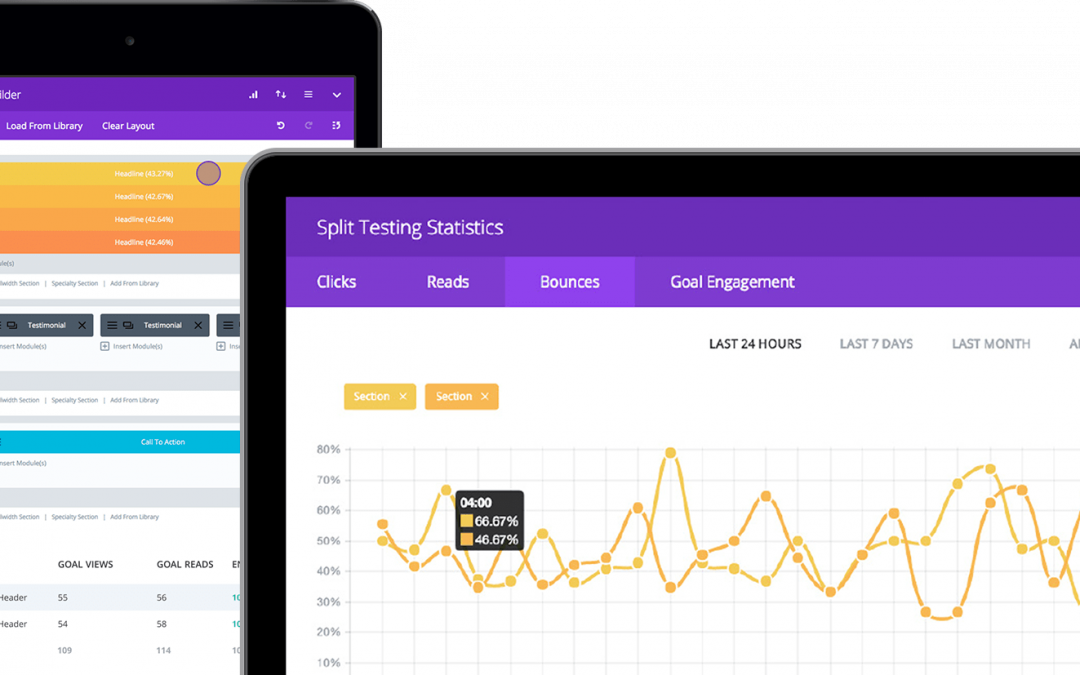 ilder
Load From Library Clear Layout
Headline (43.27%)
Headline (42.67%)
Headline (42.64%)
Headline (42.46%)
ule(s)
llwidth Section | Specialty Section | Add From Library
Testimonial Testimonial
nsert Module(s) Insert Module(s) Ins
llwidth Section | Specialty Section | Add From Library
Call To Action
nsert Module(s)
llwidth Section | Specialty Section | Add From Library
GOAL VIEWS GOAL READS EN
Header 55 56 10
Header 54 58 10
109 114 10
Split Testing Statistics
Clicks Reads Bounces Goal Engagement
LAST 24 HOURS LAST 7 DAYS LAST MONTH A
Section Section
80%
70%
60%
50%
40%
30%
20%
10%
04:00
66.67%
46.67%